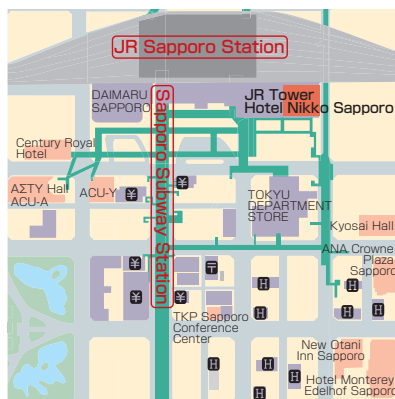 JR Sapporo Station
DAIMARU
SAPPORO
JR Tower
Hotel Nikko Sapporo
Sapporo Subway Station
Century Royal
Hotel
ASTY Hall
ACU-A
ACU-Y
¥
¥
TOKYU
DEPARTMENT
STORE
Kyosai Hall
ANA Crowne
Plaza
Sapporo
¥
〒
H
¥
¥
H
H
H
TKP Sapporo
Conference
Center
H
New Otani
Inn Sapporo
H
H
H
Hotel Monterey
Edelhof Sapporo